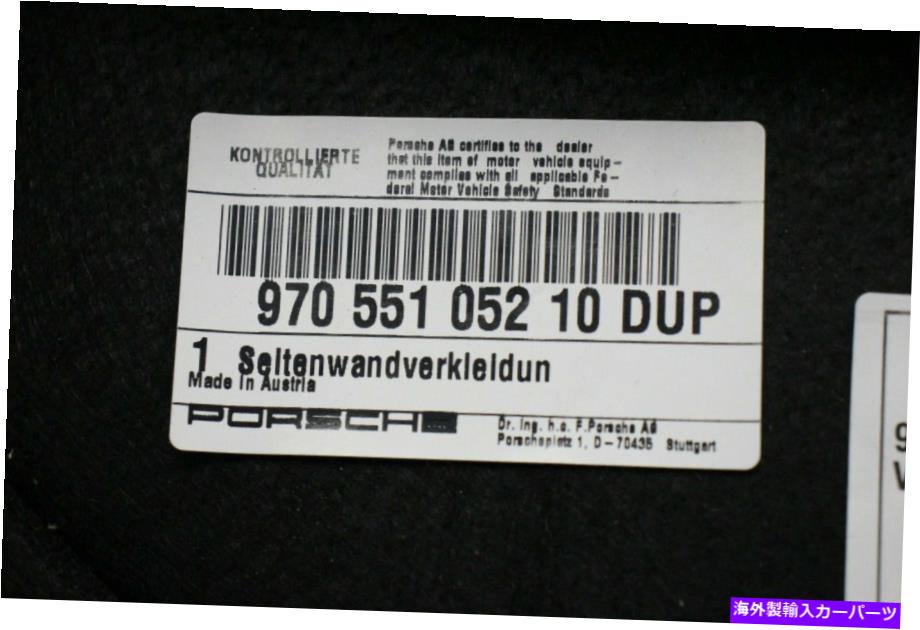 KONTROLLIERTE
QUALITÄT
Porsche AG certifies to the dealer
that this item of motor vehicle equip-
ment complies with all applicable Fe-
deral Motor Vehicle Safety Standards
970 551 052 10 DUP
1 Seitenwandverkleidun
Made in Austria
PORSCHE
Dr. Ing. h.c. F.Porsche AG
Porscheplatz 1, D-70435 Stuttgart
9
V
海外製輸入カーパーツ